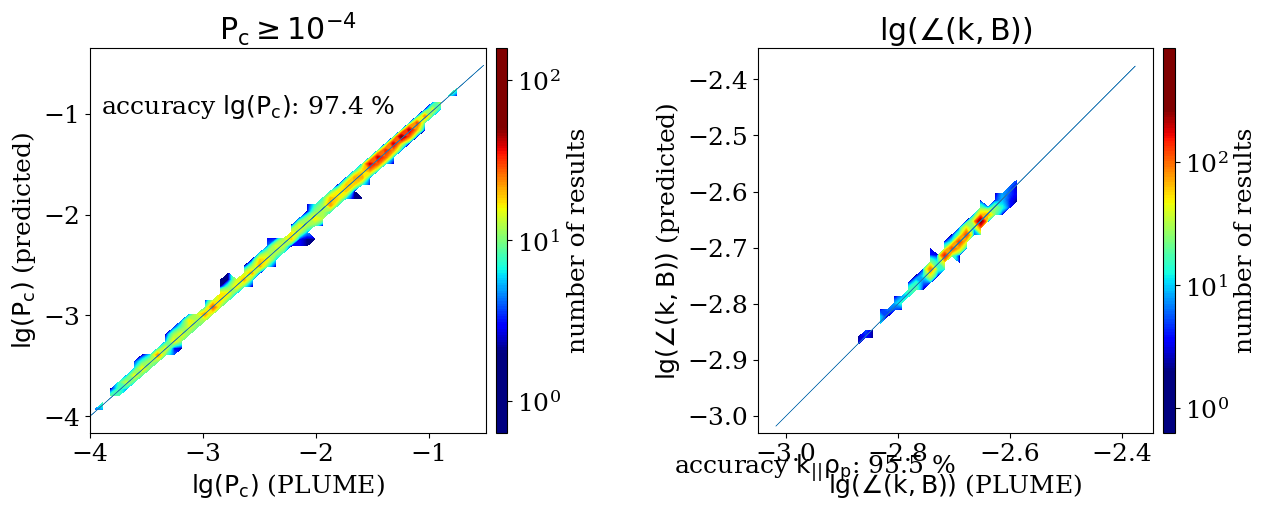 P_c ≥ 10^−4
accuracy lg(P_c): 97.4 %
−1
−2
−3
−4
−4 −3 −2 −1
lg(P_c) (predicted)
lg(P_c) (PLUME)
10^2
10^1
10^0
number of results
lg(∠(k, B))
−2.4
−2.5
−2.6
−2.7
−2.8
−2.9
−3.0
−3.0 −2.8 −2.6 −2.4
lg(∠(k, B)) (predicted)
accuracy k_||ρ_p: 95.5 %
lg(∠(k, B)) (PLUME)
10^2
10^1
10^0
number of results